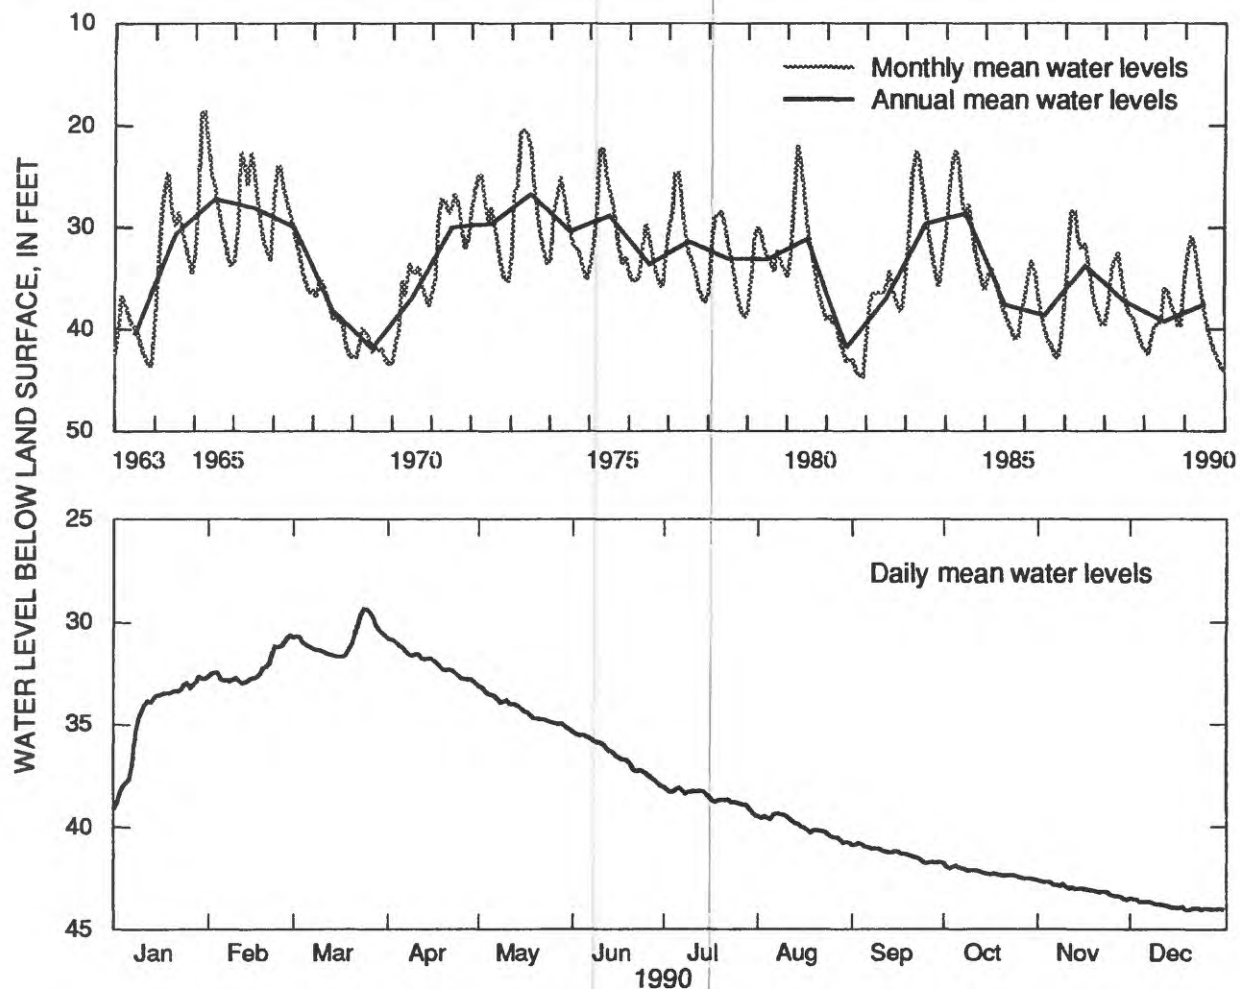 WATER LEVEL BELOW LAND SURFACE, IN FEET
10
20
30
40
50
Monthly mean water levels
Annual mean water levels
1963 1965 1970 1975 1980 1985 1990
25
30
35
40
45
Daily mean water levels
Jan Feb Mar Apr May Jun Jul Aug Sep Oct Nov Dec
1990